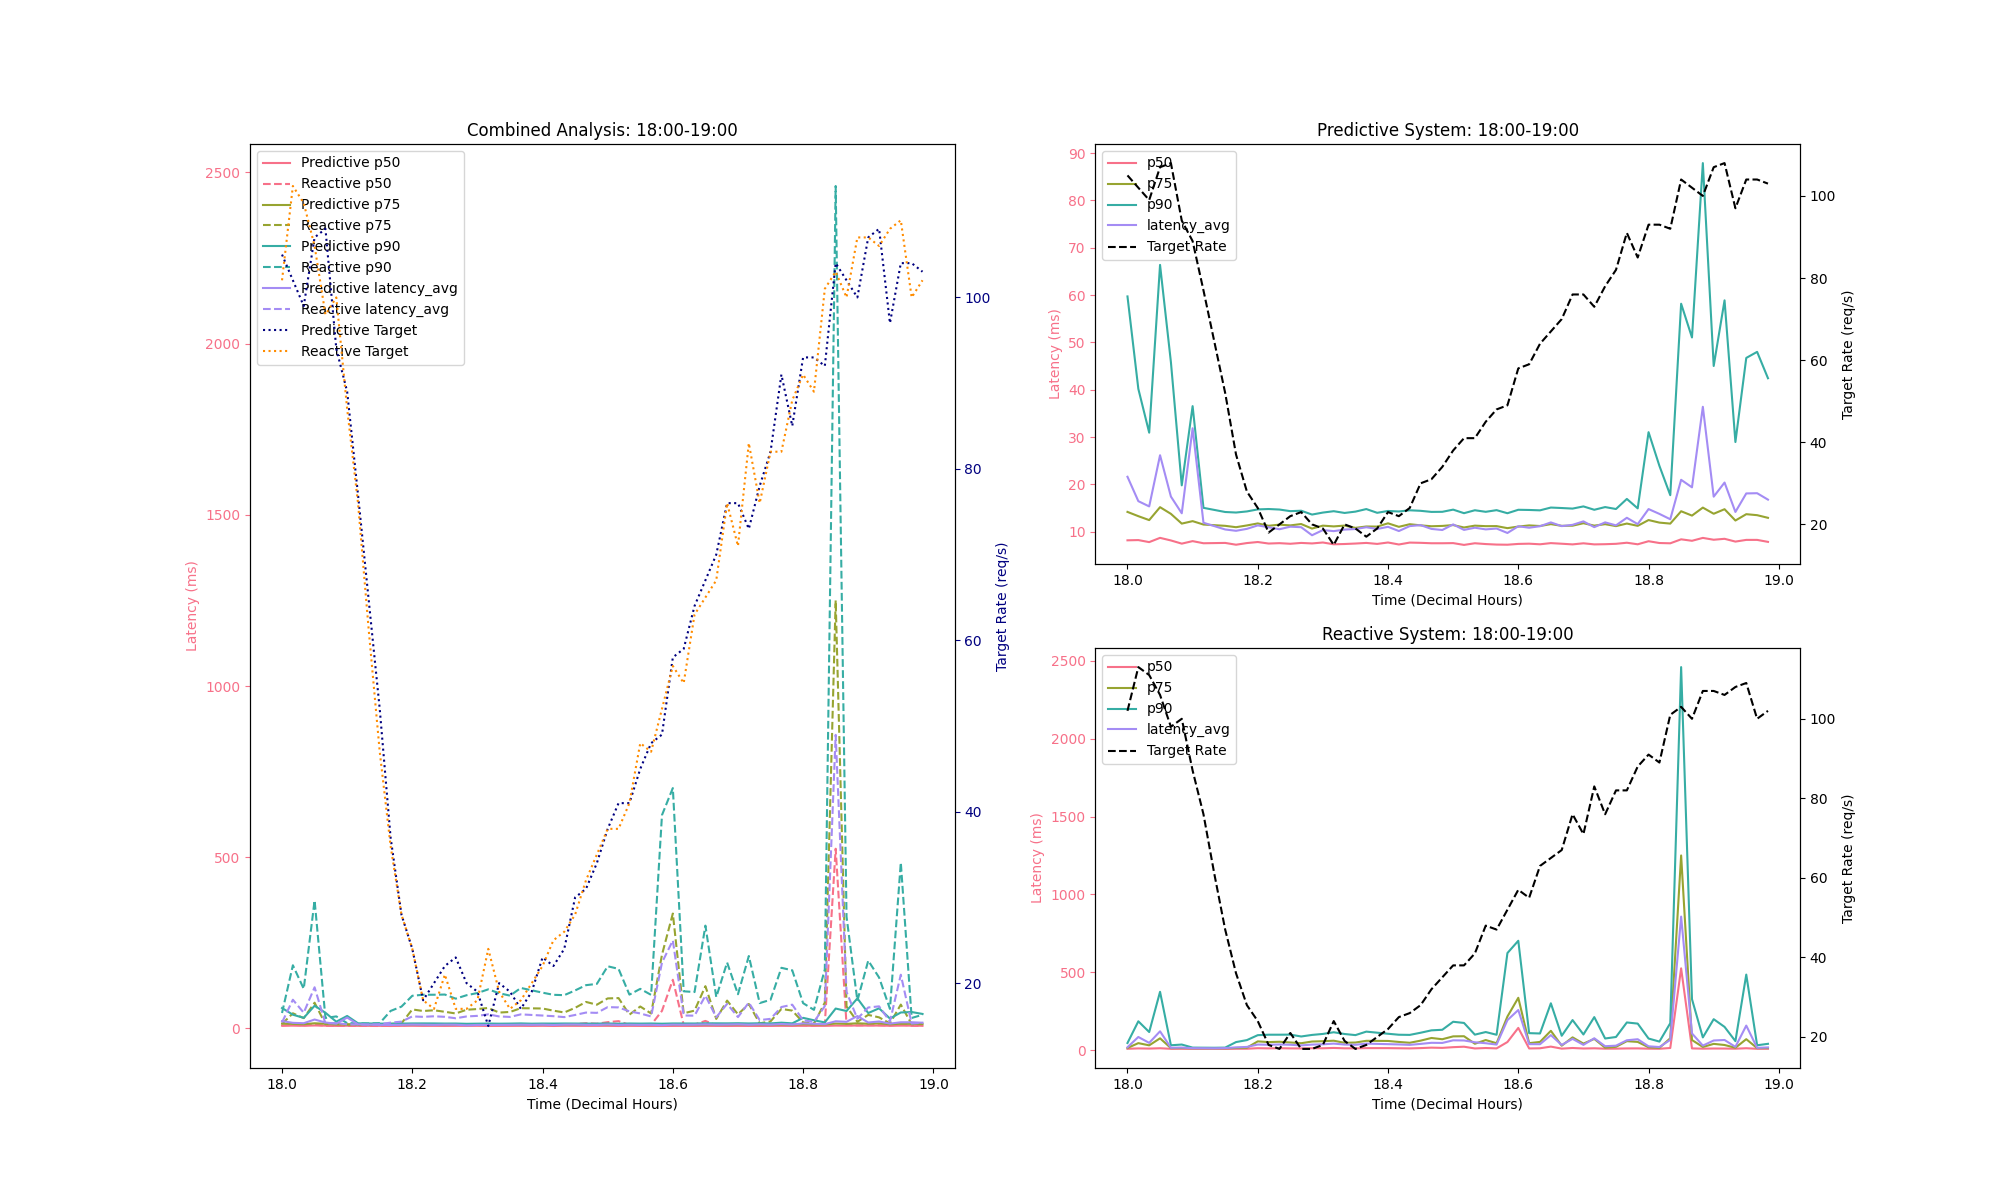 Combined Analysis: 18:00-19:00
Predictive p50
Reactive p50
Predictive p75
Reactive p75
Predictive p90
Reactive p90
Predictive latency_avg
Reactive latency_avg
Predictive Target
Reactive Target
2500
2000
1500
1000
500
0
Latency (ms)
100
80
60
40
20
Target Rate (req/s)
18.0 18.2 18.4 18.6 18.8 19.0
Time (Decimal Hours)
Predictive System: 18:00-19:00
p50
p75
p90
latency_avg
Target Rate
90
80
70
60
50
40
30
20
10
Latency (ms)
100
80
60
40
20
Target Rate (req/s)
18.0 18.2 18.4 18.6 18.8 19.0
Time (Decimal Hours)
Reactive System: 18:00-19:00
p50
p75
p90
latency_avg
Target Rate
2500
2000
1500
1000
500
0
Latency (ms)
100
80
60
40
20
Target Rate (req/s)
18.0 18.2 18.4 18.6 18.8 19.0
Time (Decimal Hours)